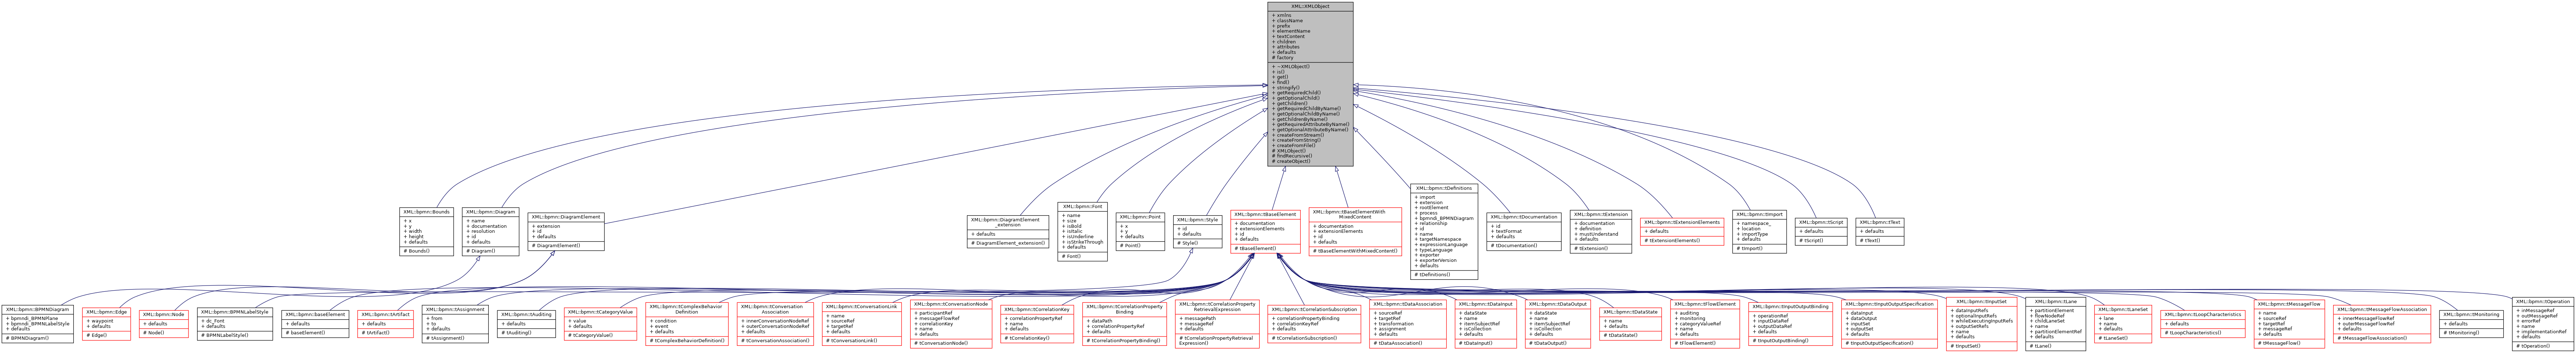 XML::XMLObject
+ xmlns
+ className
+ prefix
+ elementName
+ textContent
+ children
+ attributes
+ defaults
# factory
+ ~XMLObject()
+ is()
+ get()
+ find()
+ stringify()
+ getRequiredChild()
+ getOptionalChild()
+ getChildren()
+ getRequiredChildByName()
+ getOptionalChildByName()
+ getChildrenByName()
+ getRequiredAttributeByName()
+ getOptionalAttributeByName()
+ createFromStream()
+ createFromString()
+ createFromFile()
# XMLObject()
# findRecursive()
# createObject()
XML::bpmn::Bounds
+ x
+ y
+ width
+ height
+ defaults
# Bounds()
XML::bpmn::Diagram
+ name
+ documentation
+ resolution
+ id
+ defaults
# Diagram()
XML::bpmn::DiagramElement
+ extension
+ id
+ defaults
# DiagramElement()
XML::bpmn::DiagramElement
_extension
+ defaults
# DiagramElement_extension()
XML::bpmn::Font
+ name
+ size
+ isBold
+ isItalic
+ isUnderline
+ isStrikeThrough
+ defaults
# Font()
XML::bpmn::Point
+ x
+ y
+ defaults
# Point()
XML::bpmn::Style
+ id
+ defaults
# Style()
XML::bpmn::tBaseElement
+ documentation
+ extensionElements
+ id
+ defaults
# tBaseElement()
XML::bpmn::tBaseElementWith
MixedContent
+ documentation
+ extensionElements
+ id
+ defaults
# tBaseElementWithMixedContent()
XML::bpmn::tDefinitions
+ import
+ extension
+ rootElement
+ process
+ bpmndi_BPMNDiagram
+ relationship
+ id
+ name
+ targetNamespace
+ expressionLanguage
+ typeLanguage
+ exporter
+ exporterVersion
+ defaults
# tDefinitions()
XML::bpmn::tDocumentation
+ id
+ textFormat
+ defaults
# tDocumentation()
XML::bpmn::tExtension
+ documentation
+ definition
+ mustUnderstand
+ defaults
# tExtension()
XML::bpmn::tExtensionElements
+ defaults
# tExtensionElements()
XML::bpmn::tImport
+ namespace_
+ location
+ importType
+ defaults
# tImport()
XML::bpmn::tScript
+ defaults
# tScript()
XML::bpmn::tText
+ defaults
# tText()
XML::bpmn::BPMNDiagram
+ bpmndi_BPMNPlane
+ bpmndi_BPMNLabelStyle
+ defaults
# BPMNDiagram()
XML::bpmn::Edge
+ waypoint
+ defaults
# Edge()
XML::bpmn::Node
+ defaults
# Node()
XML::bpmn::BPMNLabelStyle
+ dc_Font
+ defaults
# BPMNLabelStyle()
XML::bpmn::baseElement
+ defaults
# baseElement()
XML::bpmn::tArtifact
+ defaults
# tArtifact()
XML::bpmn::tAssignment
+ from
+ to
+ defaults
# tAssignment()
XML::bpmn::tAuditing
+ defaults
# tAuditing()
XML::bpmn::tCategoryValue
+ value
+ defaults
# tCategoryValue()
XML::bpmn::tComplexBehavior
Definition
+ condition
+ event
+ defaults
# tComplexBehaviorDefinition()
XML::bpmn::tConversation
Association
+ innerConversationNodeRef
+ outerConversationNodeRef
+ defaults
# tConversationAssociation()
XML::bpmn::tConversationLink
+ name
+ sourceRef
+ targetRef
+ defaults
# tConversationLink()
XML::bpmn::tConversationNode
+ participantRef
+ messageFlowRef
+ correlationKey
+ name
+ defaults
# tConversationNode()
XML::bpmn::tCorrelationKey
+ correlationPropertyRef
+ name
+ defaults
# tCorrelationKey()
XML::bpmn::tCorrelationProperty
Binding
+ dataPath
+ correlationPropertyRef
+ defaults
# tCorrelationPropertyBinding()
XML::bpmn::tCorrelationProperty
RetrievalExpression
+ messagePath
+ messageRef
+ defaults
# tCorrelationPropertyRetrieval
Expression()
XML::bpmn::tCorrelationSubscription
+ correlationPropertyBinding
+ correlationKeyRef
+ defaults
# tCorrelationSubscription()
XML::bpmn::tDataAssociation
+ sourceRef
+ targetRef
+ transformation
+ assignment
+ defaults
# tDataAssociation()
XML::bpmn::tDataInput
+ dataState
+ name
+ itemSubjectRef
+ isCollection
+ defaults
# tDataInput()
XML::bpmn::tDataOutput
+ dataState
+ name
+ itemSubjectRef
+ isCollection
+ defaults
# tDataOutput()
XML::bpmn::tDataState
+ name
+ defaults
# tDataState()
XML::bpmn::tFlowElement
+ auditing
+ monitoring
+ categoryValueRef
+ name
+ defaults
# tFlowElement()
XML::bpmn::tInputOutputBinding
+ operationRef
+ inputDataRef
+ outputDataRef
+ defaults
# tInputOutputBinding()
XML::bpmn::tInputOutputSpecification
+ dataInput
+ dataOutput
+ inputSet
+ outputSet
+ defaults
# tInputOutputSpecification()
XML::bpmn::tInputSet
+ dataInputRefs
+ optionalInputRefs
+ whileExecutingInputRefs
+ outputSetRefs
+ name
+ defaults
# tInputSet()
XML::bpmn::tLane
+ partitionElement
+ flowNodeRef
+ childLaneSet
+ name
+ partitionElementRef
+ defaults
# tLane()
XML::bpmn::tLaneSet
+ lane
+ name
+ defaults
# tLaneSet()
XML::bpmn::tLoopCharacteristics
+ defaults
# tLoopCharacteristics()
XML::bpmn::tMessageFlow
+ name
+ sourceRef
+ targetRef
+ messageRef
+ defaults
# tMessageFlow()
XML::bpmn::tMessageFlowAssociation
+ innerMessageFlowRef
+ outerMessageFlowRef
+ defaults
# tMessageFlowAssociation()
XML::bpmn::tMonitoring
+ defaults
# tMonitoring()
XML::bpmn::tOperation
+ inMessageRef
+ outMessageRef
+ errorRef
+ name
+ implementationRef
+ defaults
# tOperation()